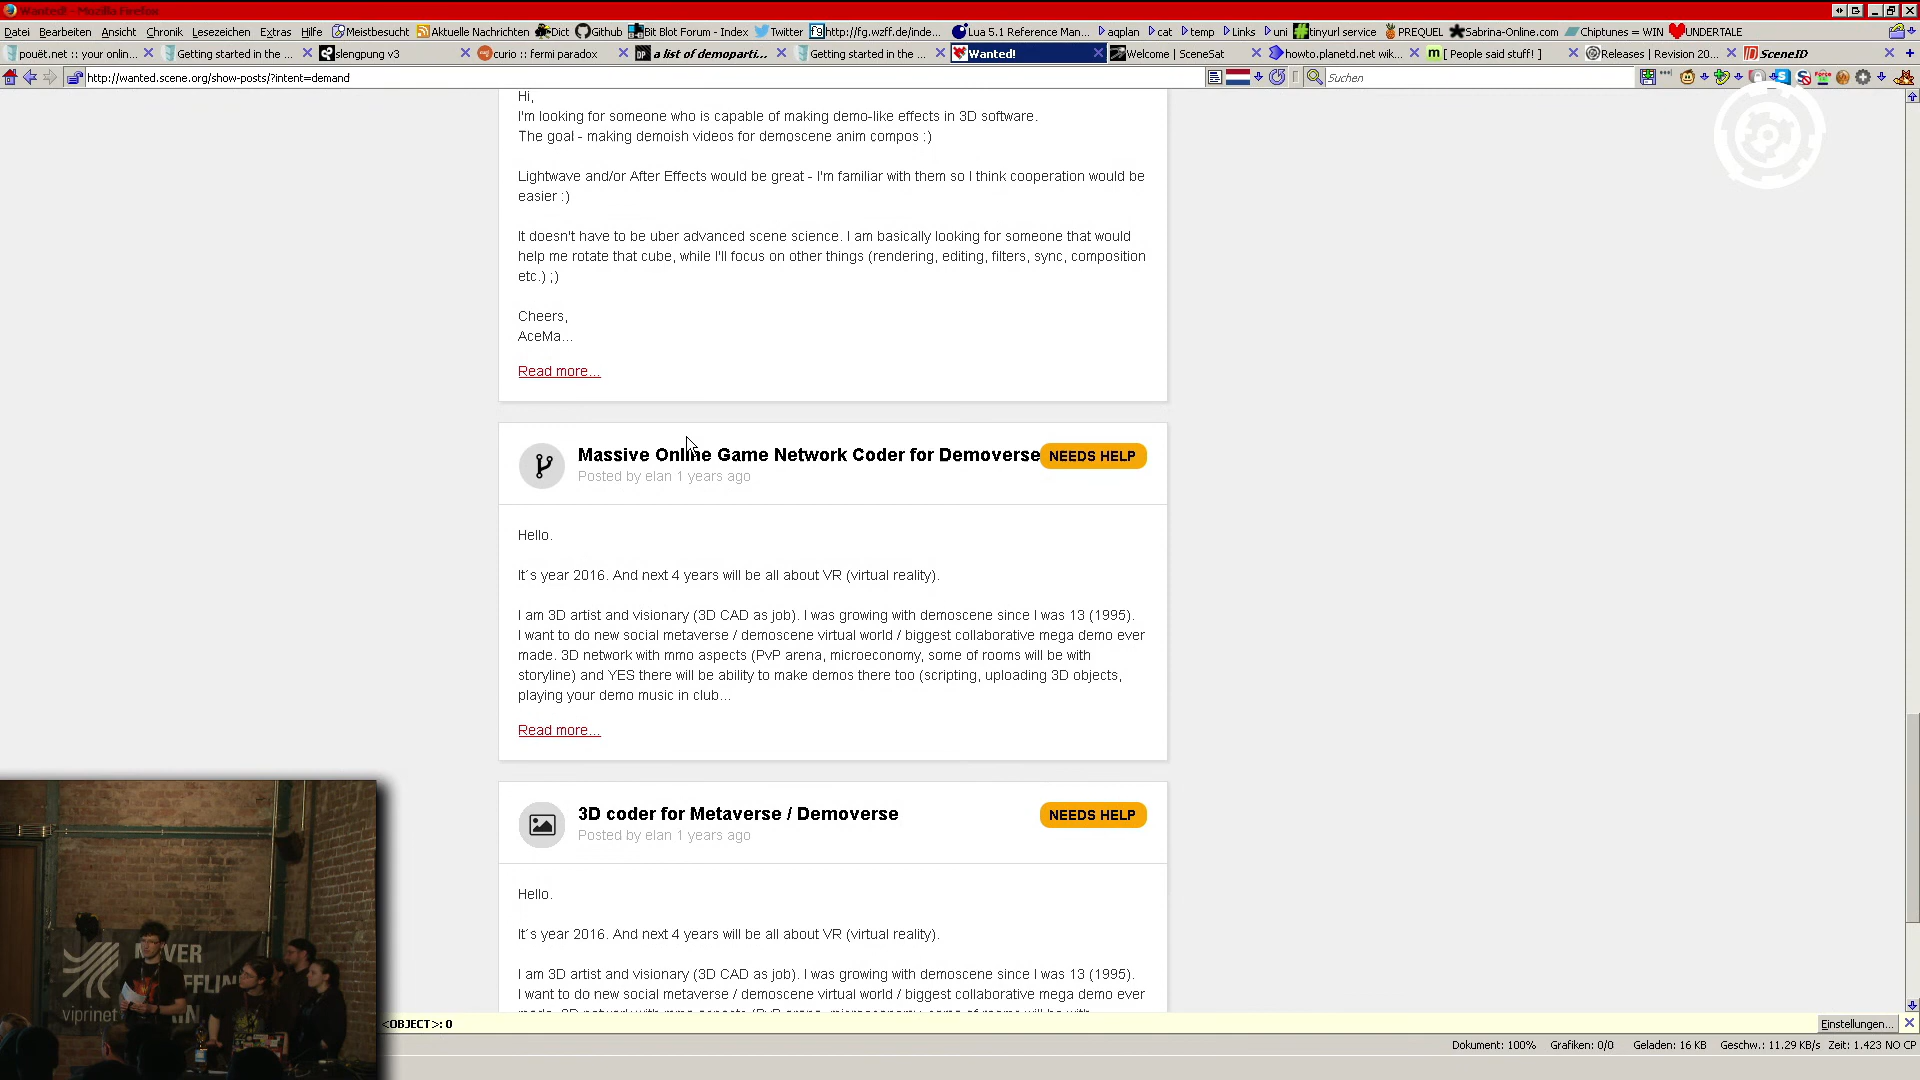 Wanted! - Mozilla Firefox
Datei Bearbeiten Ansicht Chronik Lesezeichen Extras Hilfe Meistbesucht Aktuelle Nachrichten Dict Github Bit Blot Forum - Index Twitter http://fg.wzff.de/inde... Lua 5.1 Reference Man... aqplan cat temp Links uni tinyurl service PREQUEL Sabrina-Online.com Chiptunes = WIN UNDERTALE
pouët.net :: your onlin... Getting started in the ... slengpung v3 curio :: fermi paradox a list of demoparti... Getting started in the ... Wanted! Welcome | SceneSat howto.planetd.net wik... [ People said stuff! ] Releases | Revision 20... SceneID
http://wanted.scene.org/show-posts/?intent=demand Suchen
Hi,
I'm looking for someone who is capable of making demo-like effects in 3D software.
The goal - making demoish videos for demoscene anim compos :)
Lightwave and/or After Effects would be great - I'm familiar with them so I think cooperation would be
easier :)
It doesn't have to be uber advanced scene science. I am basically looking for someone that would
help me rotate that cube, while I'll focus on other things (rendering, editing, filters, sync, composition
etc.) ;)
Cheers,
AceMa...
Read more...
Massive Online Game Network Coder for Demoverse NEEDS HELP
Posted by elan 1 years ago
Hello.
It´s year 2016. And next 4 years will be all about VR (virtual reality).
I am 3D artist and visionary (3D CAD as job). I was growing with demoscene since I was 13 (1995).
I want to do new social metaverse / demoscene virtual world / biggest collaborative mega demo ever
made. 3D network with mmo aspects (PvP arena, microeconomy, some of rooms will be with
storyline) and YES there will be ability to make demos there too (scripting, uploading 3D objects,
playing your demo music in club...
Read more...
3D coder for Metaverse / Demoverse NEEDS HELP
Posted by elan 1 years ago
Hello.
It´s year 2016. And next 4 years will be all about VR (virtual reality).
I am 3D artist and visionary (3D CAD as job). I was growing with demoscene since I was 13 (1995).
I want to do new social metaverse / demoscene virtual world / biggest collaborative mega demo ever
viprinet
<OBJECT>: 0 Einstellungen...
Dokument: 100% Grafiken: 0/0 Geladen: 16 KB Geschw.: 11.29 KB/s Zeit: 1.423 NO CP